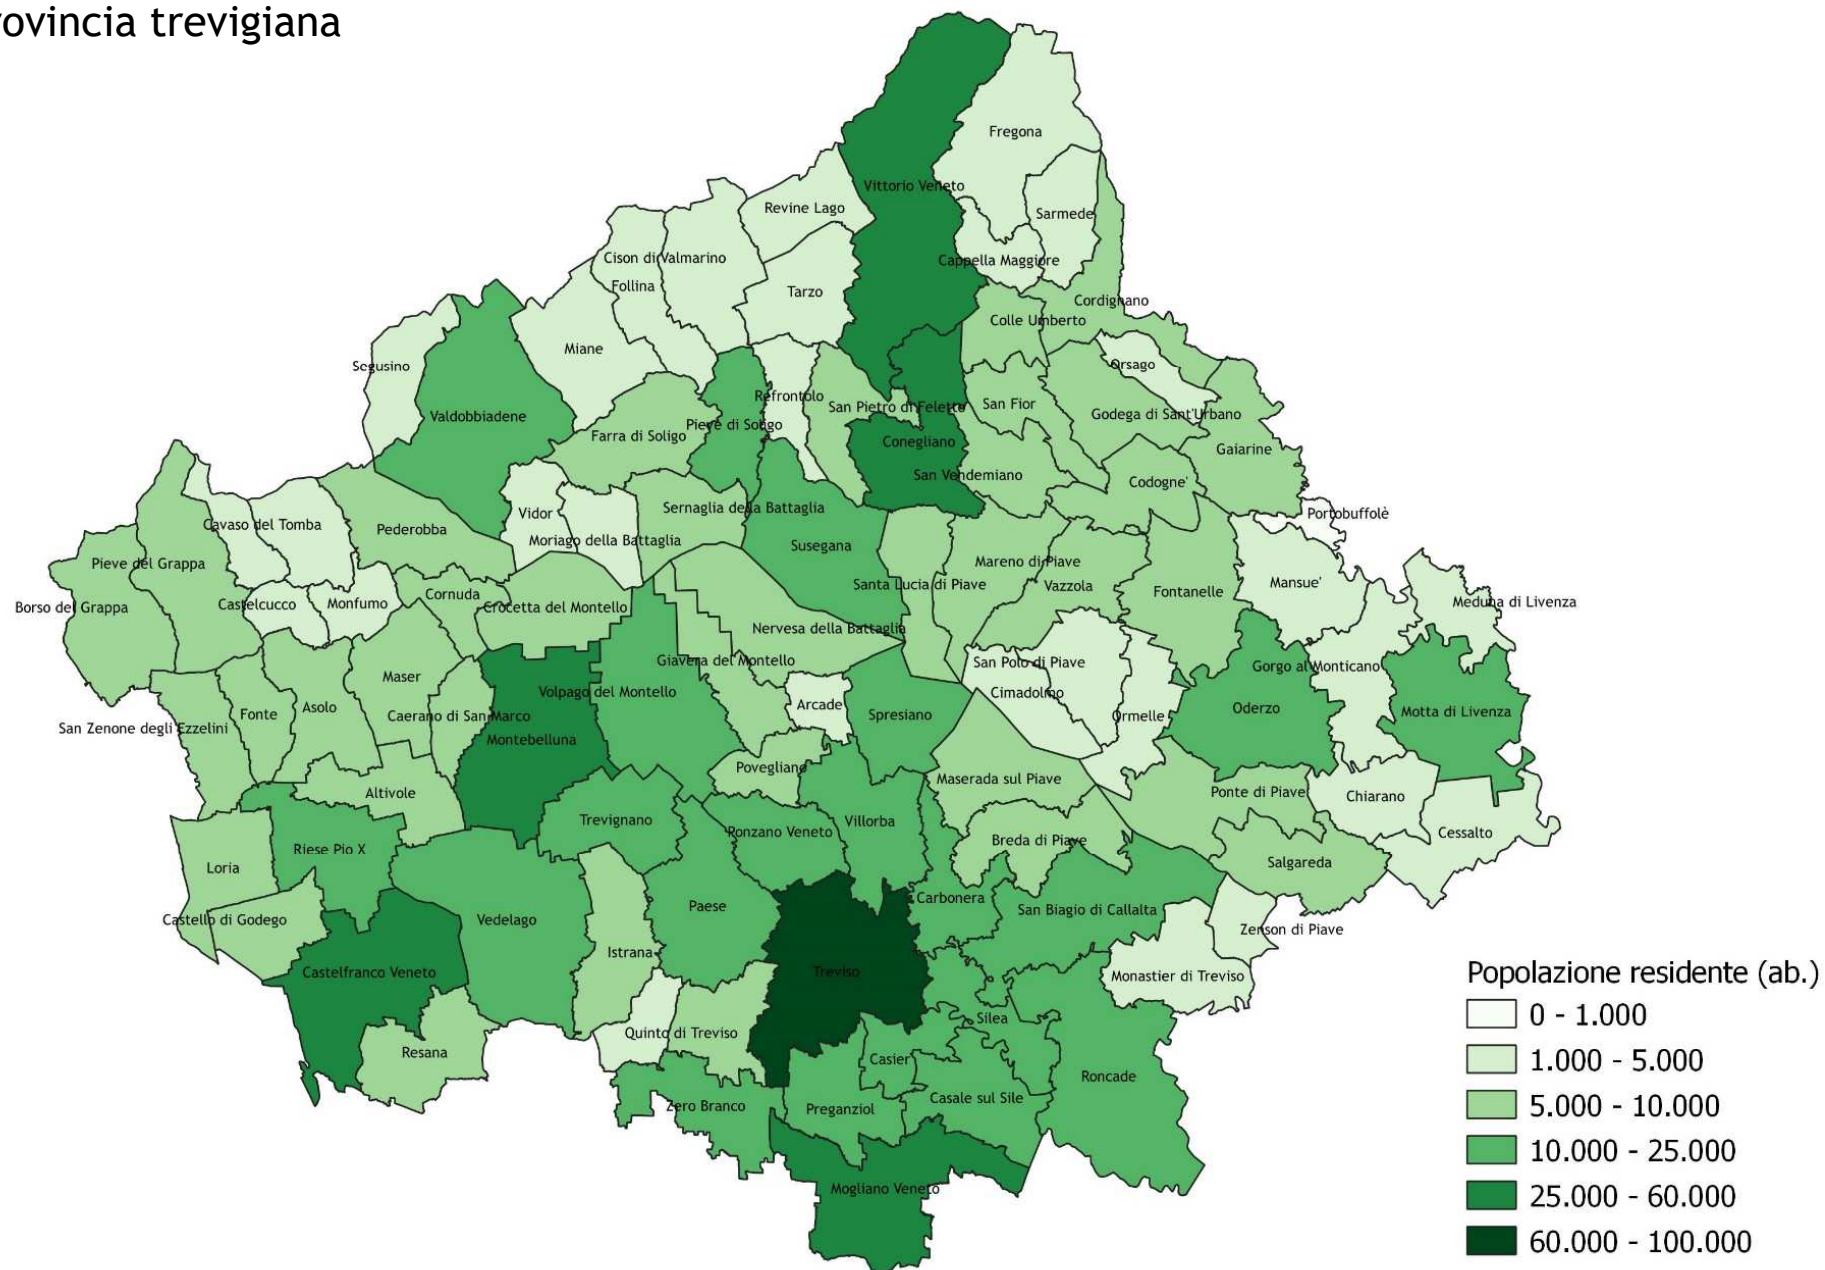 ovincia trevigiana
Fregona
Vittorio Veneto
Revine Lago
Sarmede
Cison di Valmarino
Cappella Maggiore
Follina
Tarzo
Cordignano
Colle Umberto
Miane
Segusino
Orsago
Refrontolo
San Pietro di Feletto
San Fior
Valdobbiadene
Godega di Sant'Urbano
Pieve di Soligo
Farra di Soligo
Conegliano
Gaiarine
San Vendemiano
Codogne'
Sernaglia della Battaglia
Vidor
Portobuffolè
Cavaso del Tomba
Pederobba
Moriago della Battaglia
Susegana
Pieve del Grappa
Mareno di Piave
Santa Lucia di Piave
Vazzola
Mansue'
Fontanelle
Cornuda
Castelcucco
Monfumo
Meduna di Livenza
Borso del Grappa
Crocetta del Montello
Nervesa della Battaglia
Giavera del Montello
San Polo di Piave
Gorgo al Monticano
Maser
Volpago del Montello
Cimadolmo
Arcade
Asolo
Fonte
Caerano di San Marco
Spresiano
Ormelle
Oderzo
Motta di Livenza
San Zenone degli Ezzelini
Montebelluna
Povegliano
Maserada sul Piave
Altivole
Ponte di Piave
Chiarano
Trevignano
Ponzano Veneto
Villorba
Cessalto
Breda di Piave
Riese Pio X
Loria
Salgareda
Carbonera
Paese
San Biagio di Callalta
Castello di Godego
Vedelago
Zenson di Piave
Istrana
Castelfranco Veneto
Treviso
Monastier di Treviso
Silea
Quinto di Treviso
Resana
Casier
Roncade
Casale sul Sile
Zero Branco
Preganziol
Mogliano Veneto
Popolazione residente (ab.)
0 - 1.000
1.000 - 5.000
5.000 - 10.000
10.000 - 25.000
25.000 - 60.000
60.000 - 100.000